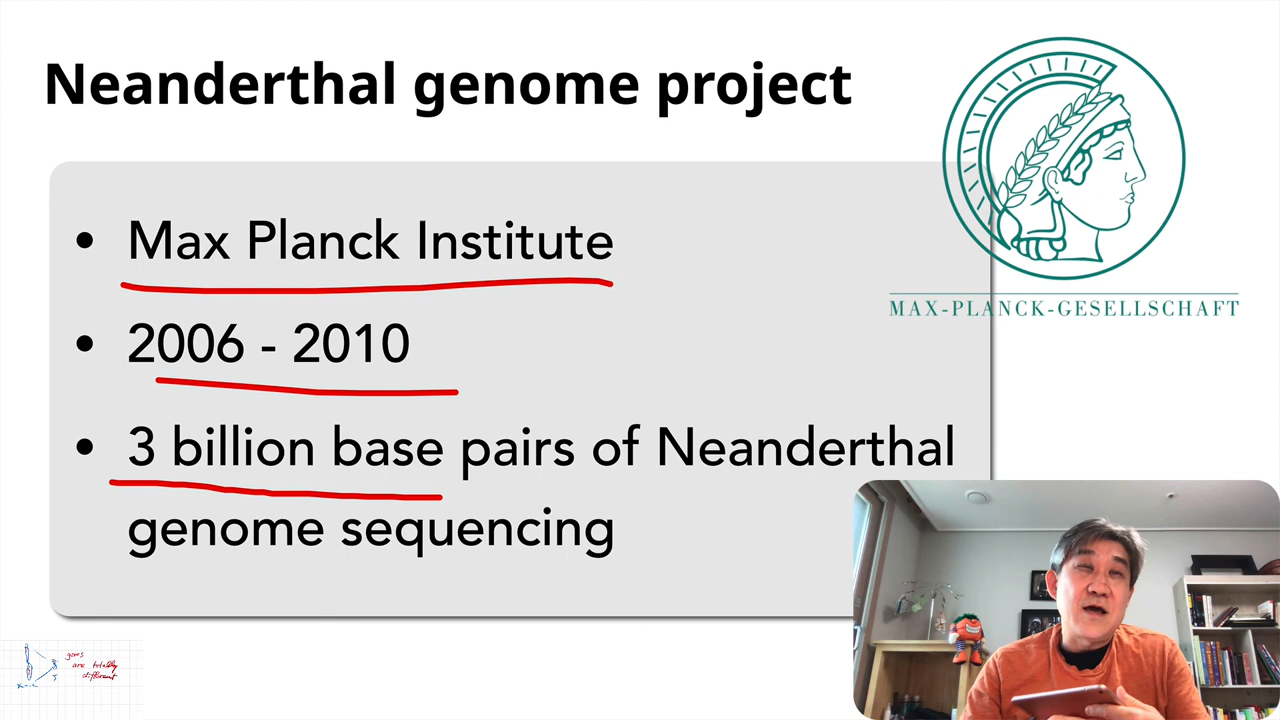 Neanderthal genome project
• Max Planck Institute
• 2006 - 2010
• 3 billion base pairs of Neanderthal
genome sequencing
MAX-PLANCK-GESELLSCHAFT
genes
are totally
different